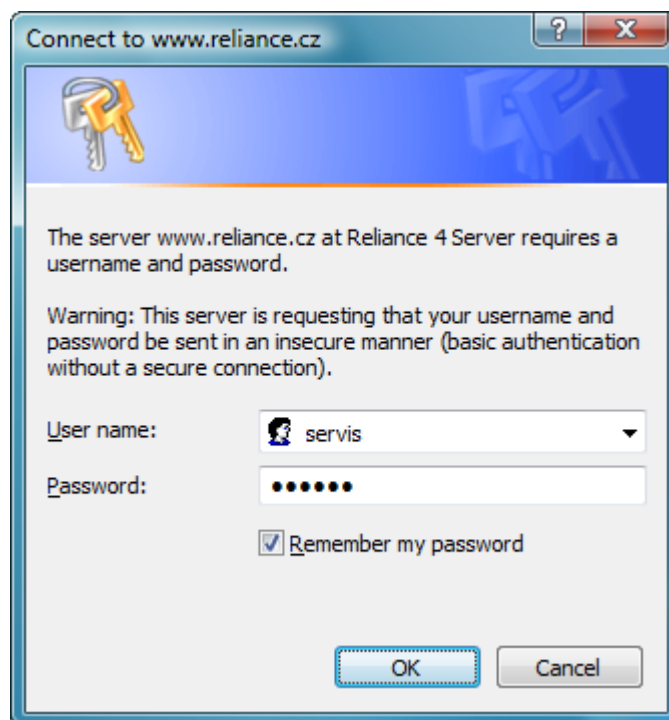 Connect to www.reliance.cz
The server www.reliance.cz at Reliance 4 Server requires a
username and password.
Warning: This server is requesting that your username and
password be sent in an insecure manner (basic authentication
without a secure connection).
User name: servis
Password: ••••••
Remember my password
OK Cancel